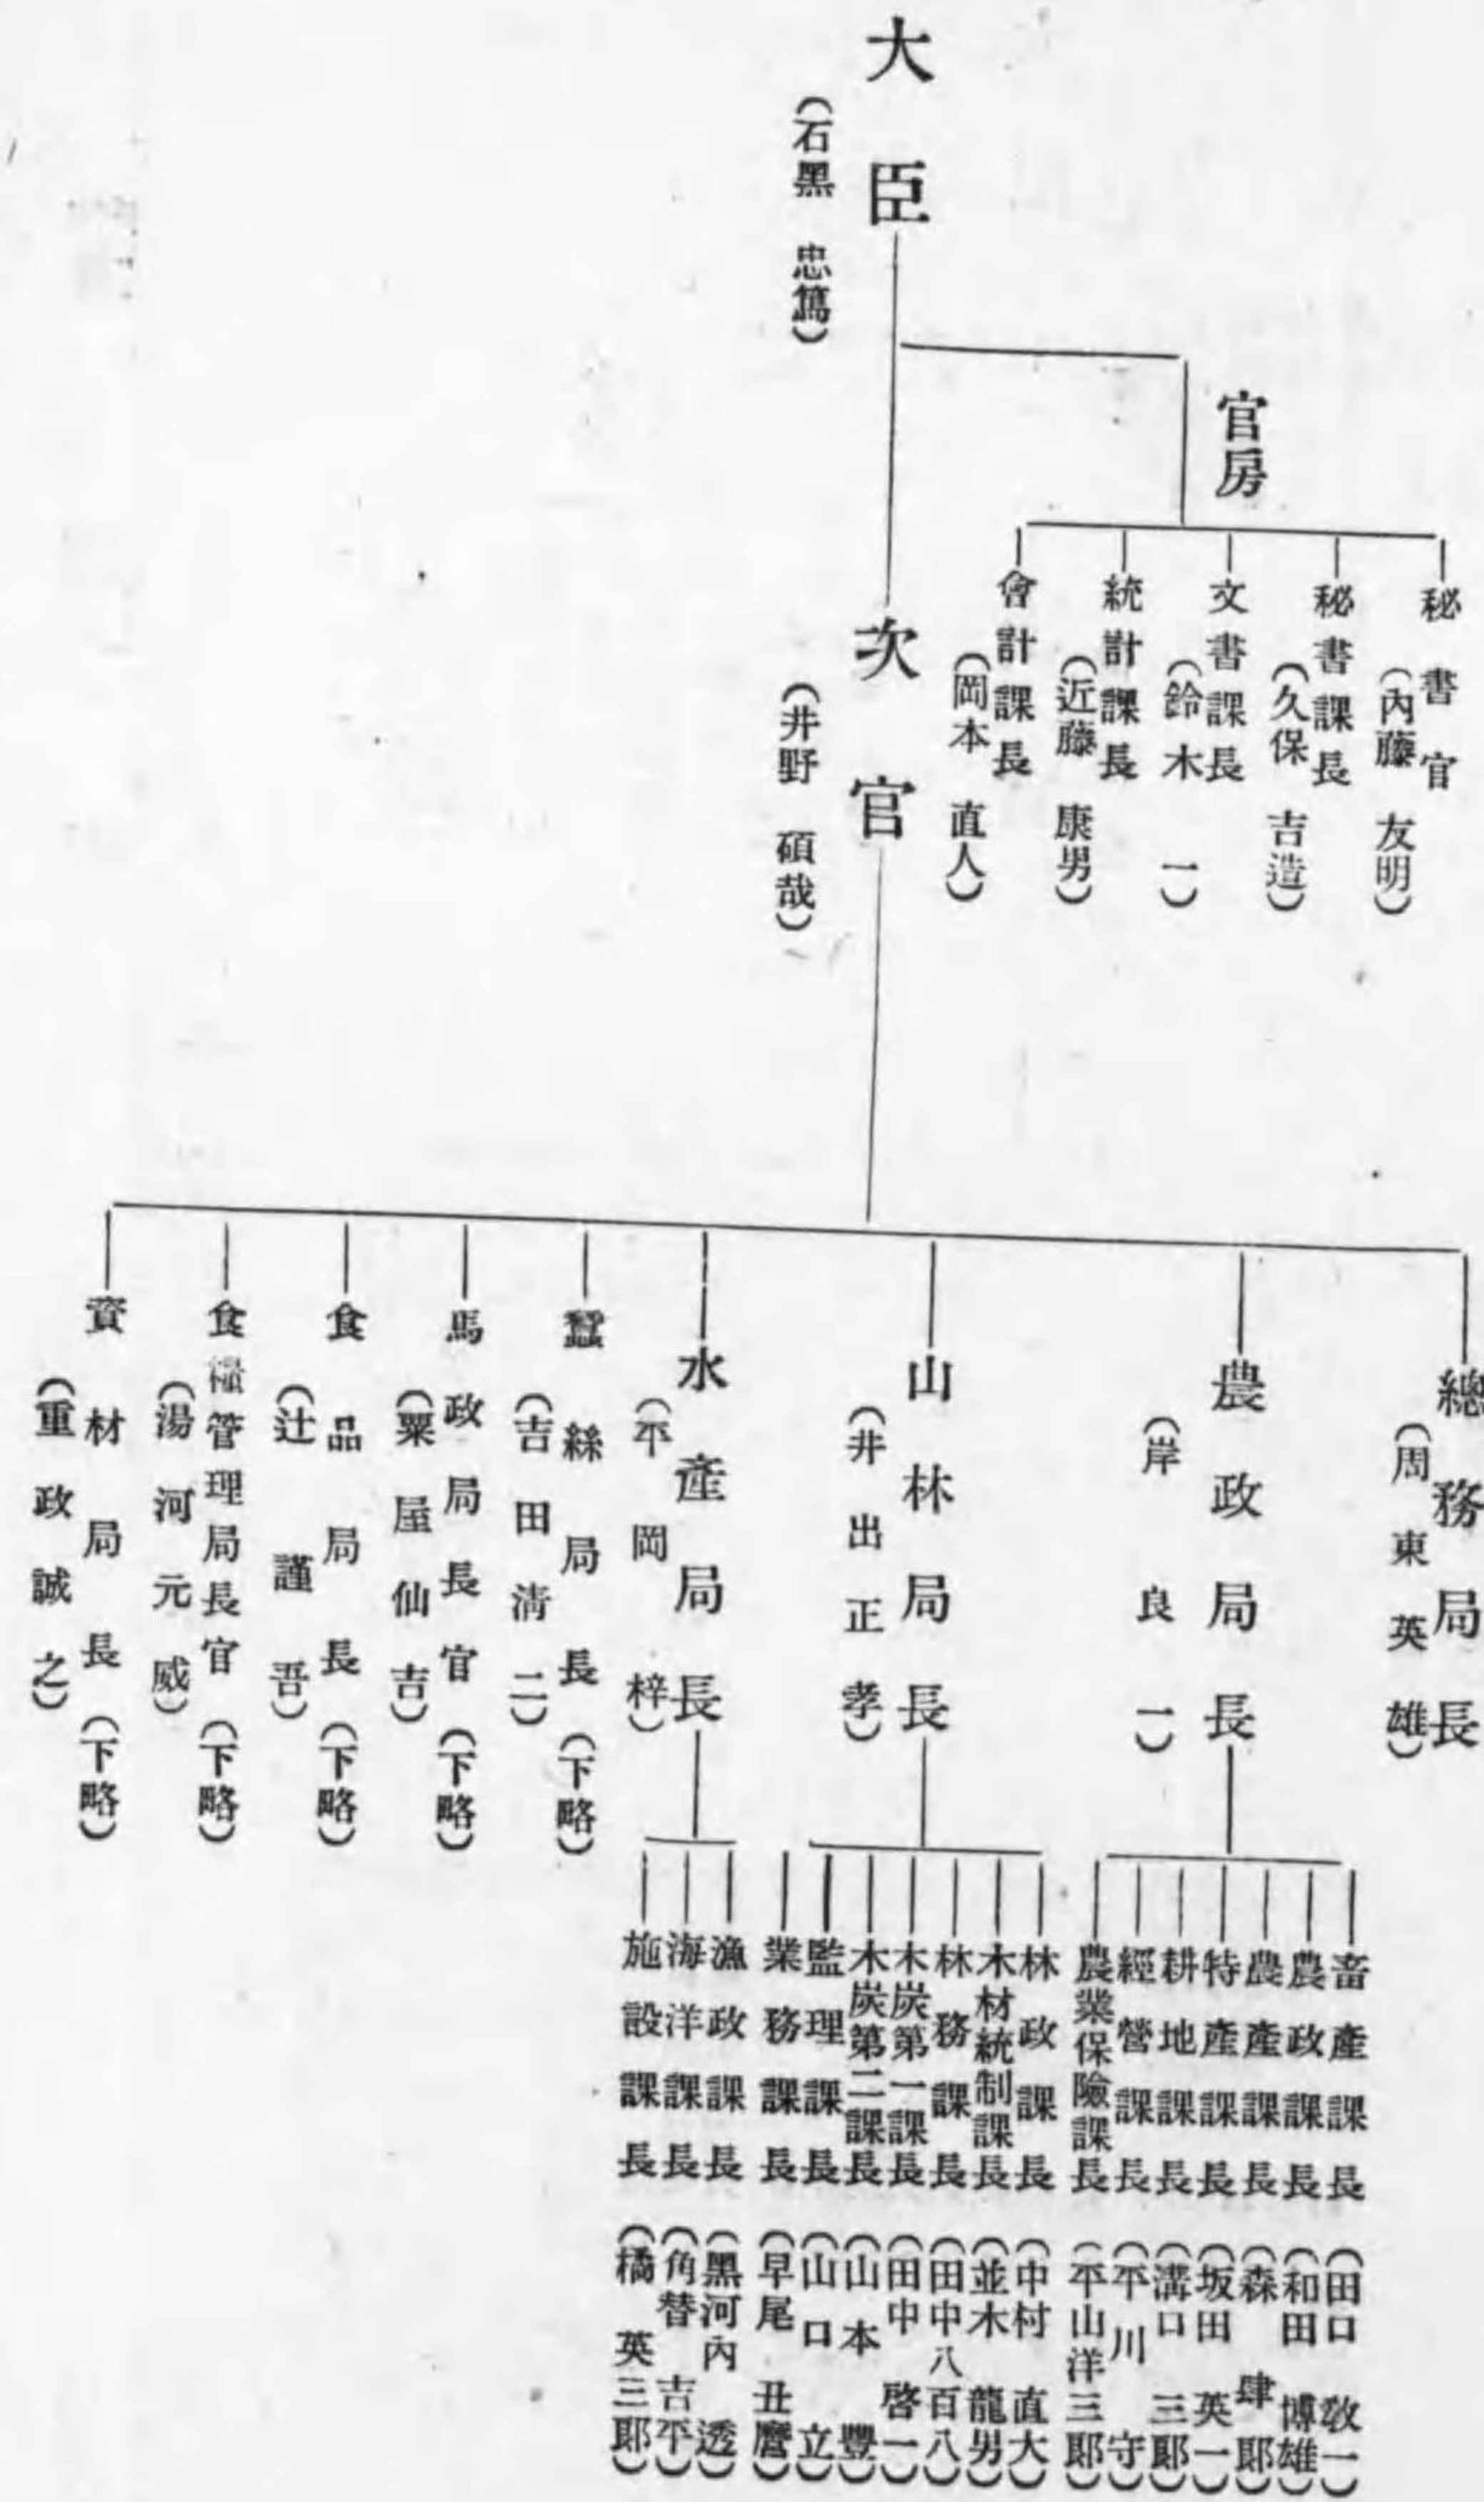 大臣
（石黑　忠篤）
官房
秘書官
（內藤　友明）
秘書課長
（久保　吉造）
文書課長
（鈴木　一）
統計課長
（近藤　康男）
會計課長
（岡本　直人）
次官
（井野　碩哉）
總務局長
（周東英雄）
農政局長
（岸　良一）
畜産課長（田口　敎一）
農政課長（和田　博雄）
農產課長（森　肆郞）
特產課長（坂田　英一）
耕地課長（溝口　三郞）
經營課長（平川　守）
農業保險課長（平山洋三郞）
山林局長
（井出正孝）
林政課長（中村　直大）
木材統制課長（並木　龍男）
林務課長（田中八百八）
木炭第一課長（田中　啓一）
木炭第二課長（山本　豐）
監理課長（山口　立）
業務課長（早尾　丑麿）
水產局長
（平岡　梓）
漁政課長（黑河內　透）
海洋課長（角替　吉平）
施設課長（橘　英三郞）
蠶絲局長（下略）
（吉田淸二）
馬政局長官（下略）
（粟屋仙吉）
食品局長（下略）
（辻　謹吾）
食糧管理局長官（下略）
（湯河元威）
資材局長（下略）
（重政誠之）